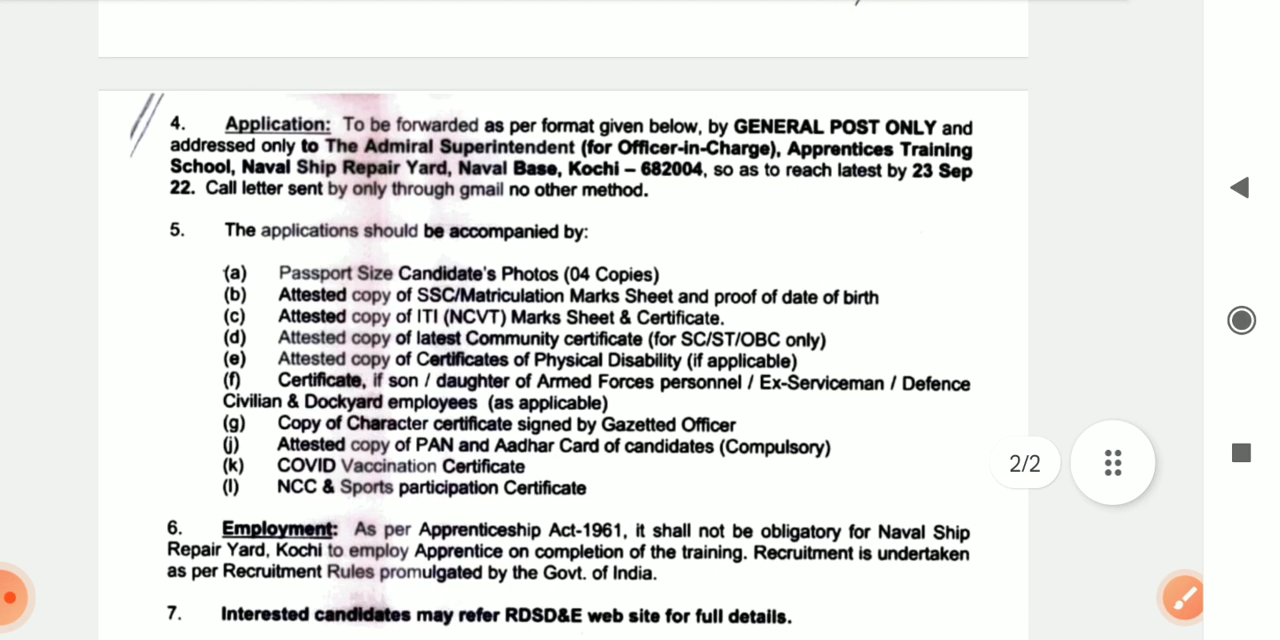 4. Application: To be forwarded as per format given below, by GENERAL POST ONLY and
addressed only to The Admiral Superintendent (for Officer-in-Charge), Apprentices Training
School, Naval Ship Repair Yard, Naval Base, Kochi – 682004, so as to reach latest by 23 Sep
22. Call letter sent by only through gmail no other method.
5. The applications should be accompanied by:
(a) Passport Size Candidate's Photos (04 Copies)
(b) Attested copy of SSC/Matriculation Marks Sheet and proof of date of birth
(c) Attested copy of ITI (NCVT) Marks Sheet & Certificate.
(d) Attested copy of latest Community certificate (for SC/ST/OBC only)
(e) Attested copy of Certificates of Physical Disability (if applicable)
(f) Certificate, if son / daughter of Armed Forces personnel / Ex-Serviceman / Defence
Civilian & Dockyard employees (as applicable)
(g) Copy of Character certificate signed by Gazetted Officer
(j) Attested copy of PAN and Aadhar Card of candidates (Compulsory)
(k) COVID Vaccination Certificate
(l) NCC & Sports participation Certificate
2/2
6. Employment: As per Apprenticeship Act-1961, it shall not be obligatory for Naval Ship
Repair Yard, Kochi to employ Apprentice on completion of the training. Recruitment is undertaken
as per Recruitment Rules promulgated by the Govt. of India.
7. Interested candidates may refer RDSD&E web site for full details.